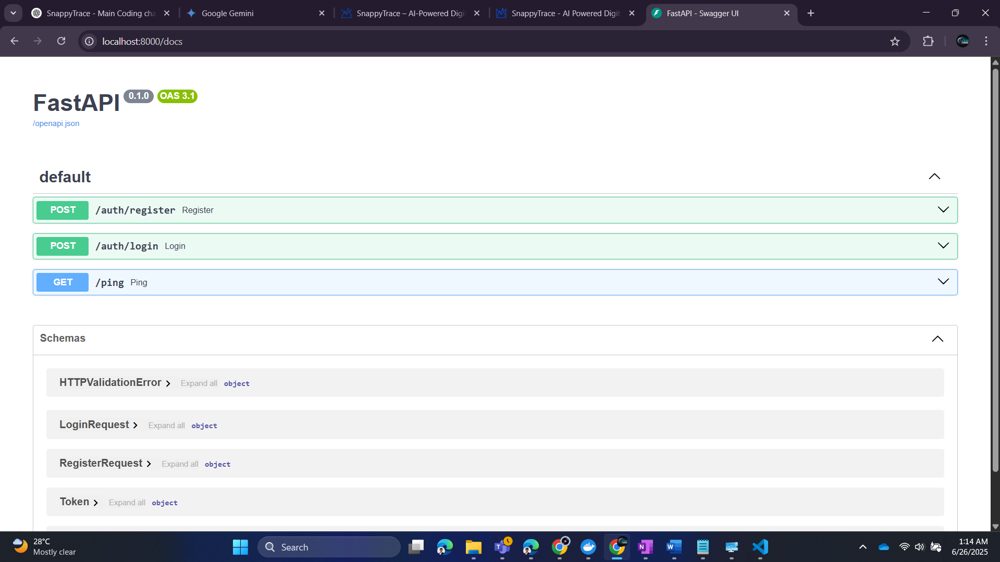 SnappyTrace - Main Coding cha
Google Gemini
SnappyTrace – AI-Powered Digi
SnappyTrace - AI Powered Digit
FastAPI - Swagger UI
localhost:8000/docs
FastAPI 0.1.0 OAS 3.1
/openapi.json
default
POST /auth/register Register
POST /auth/login Login
GET /ping Ping
Schemas
HTTPValidationError Expand all object
LoginRequest Expand all object
RegisterRequest Expand all object
Token Expand all object
28°C
Mostly clear
Search
1:14 AM
6/26/2025